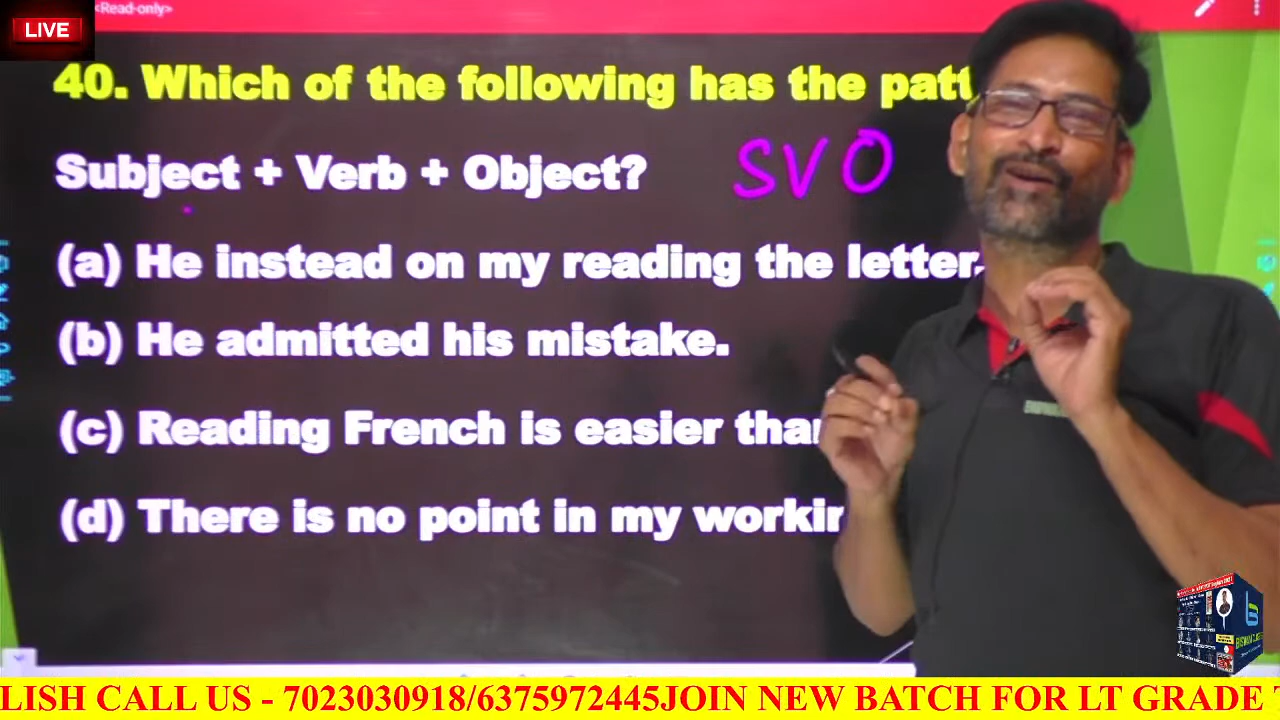 <Read-only>
LIVE
40. Which of the following has the patt
Subject + Verb + Object? SVO
(a) He instead on my reading the letter.
(b) He admitted his mistake.
(c) Reading French is easier than
(d) There is no point in my workin
LISH CALL US - 7023030918/6375972445JOIN NEW BATCH FOR LT GRADE